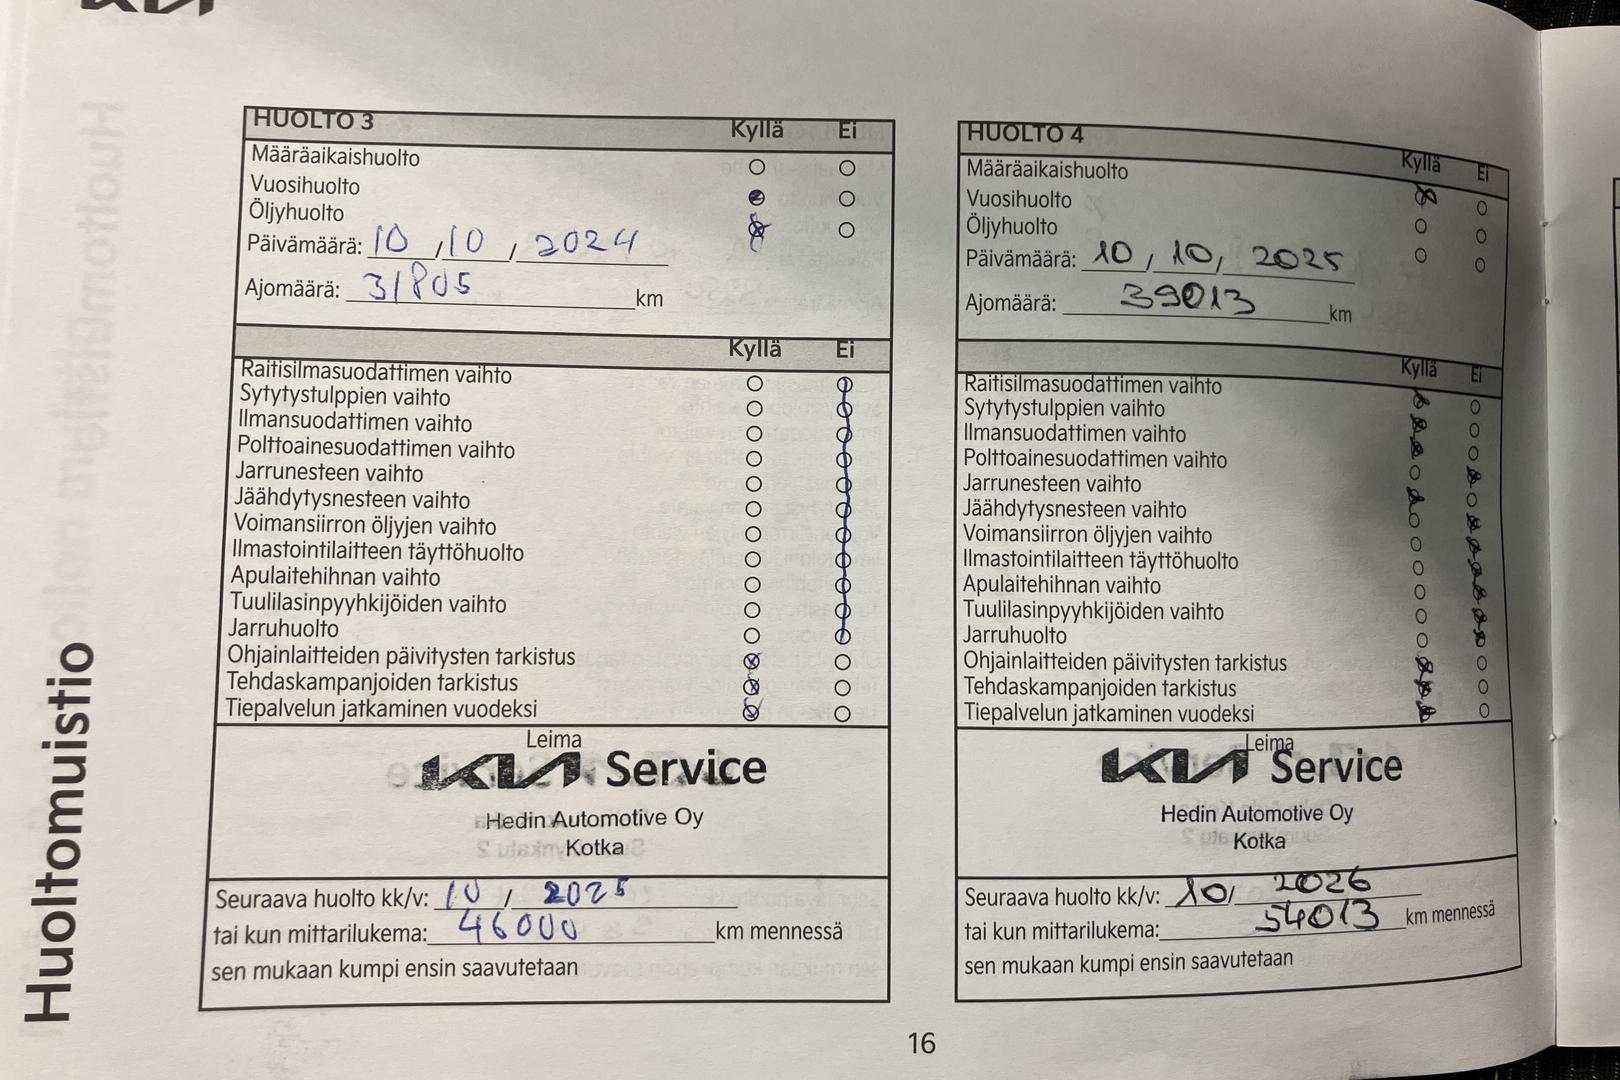 KIA
Huoltomuistio
HUOLTO 3 Kyllä Ei
Määräaikaishuolto
Vuosihuolto
Öljyhuolto
Päivämäärä: 10 / 10 / 2024
Ajomäärä: 31805 km
Kyllä Ei
Raitisilmasuodattimen vaihto
Sytytystulppien vaihto
Ilmansuodattimen vaihto
Polttoainesuodattimen vaihto
Jarrunesteen vaihto
Jäähdytysnesteen vaihto
Voimansiirron öljyjen vaihto
Ilmastointilaitteen täyttöhuolto
Apulaitehihnan vaihto
Tuulilasinpyyhkijöiden vaihto
Jarruhuolto
Ohjainlaitteiden päivitysten tarkistus
Tehdaskampanjoiden tarkistus
Tiepalvelun jatkaminen vuodeksi
Leima
KIA Service
Hedin Automotive Oy
Kotka
Seuraava huolto kk/v: 10 / 2025
tai kun mittarilukema: 46000 km mennessä
sen mukaan kumpi ensin saavutetaan
HUOLTO 4 Kyllä Ei
Määräaikaishuolto
Vuosihuolto
Öljyhuolto
Päivämäärä: 10 / 10 / 2025
Ajomäärä: 39013 km
Kyllä Ei
Raitisilmasuodattimen vaihto
Sytytystulppien vaihto
Ilmansuodattimen vaihto
Polttoainesuodattimen vaihto
Jarrunesteen vaihto
Jäähdytysnesteen vaihto
Voimansiirron öljyjen vaihto
Ilmastointilaitteen täyttöhuolto
Apulaitehihnan vaihto
Tuulilasinpyyhkijöiden vaihto
Jarruhuolto
Ohjainlaitteiden päivitysten tarkistus
Tehdaskampanjoiden tarkistus
Tiepalvelun jatkaminen vuodeksi
Leima
KIA Service
Hedin Automotive Oy
Kotka
Seuraava huolto kk/v: 10 / 2026
tai kun mittarilukema: 54013 km mennessä
sen mukaan kumpi ensin saavutetaan
16